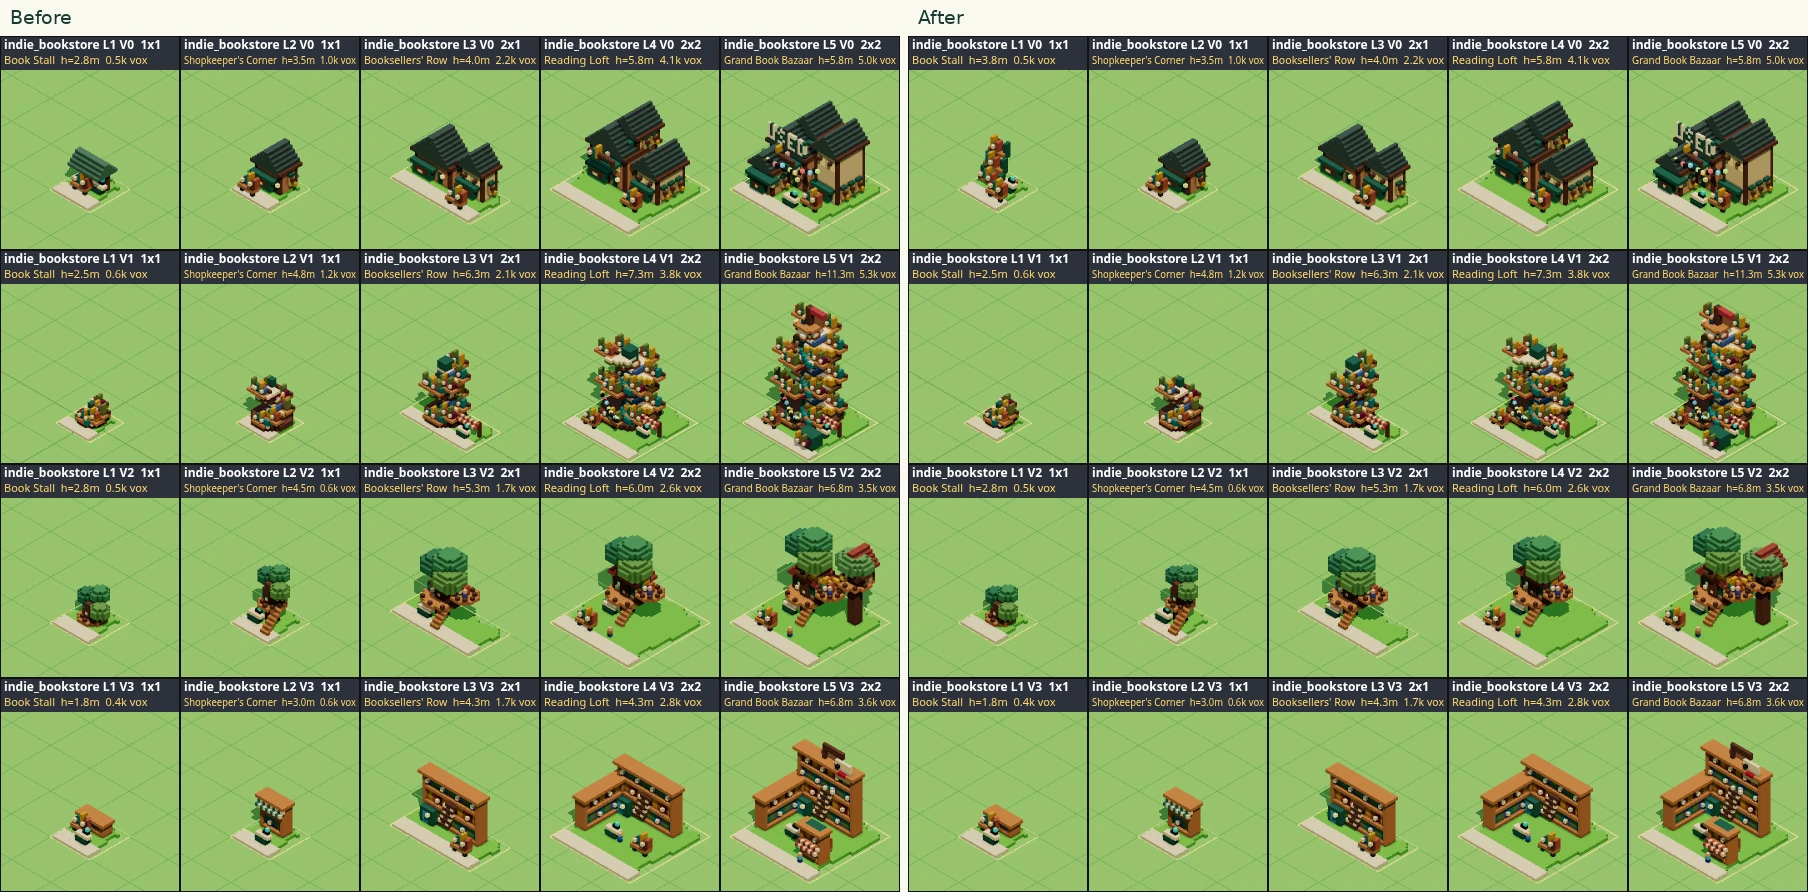 Before
After
indie_bookstore L1 V0 1x1
Book Stall h=2.8m 0.5k vox
indie_bookstore L2 V0 1x1
Shopkeeper's Corner h=3.5m 1.0k vox
indie_bookstore L3 V0 2x1
Booksellers' Row h=4.0m 2.2k vox
indie_bookstore L4 V0 2x2
Reading Loft h=5.8m 4.1k vox
indie_bookstore L5 V0 2x2
Grand Book Bazaar h=5.8m 5.0k vox
indie_bookstore L1 V0 1x1
Book Stall h=3.8m 0.5k vox
indie_bookstore L2 V0 1x1
Shopkeeper's Corner h=3.5m 1.0k vox
indie_bookstore L3 V0 2x1
Booksellers' Row h=4.0m 2.2k vox
indie_bookstore L4 V0 2x2
Reading Loft h=5.8m 4.1k vox
indie_bookstore L5 V0 2x2
Grand Book Bazaar h=5.8m 5.0k vox
indie_bookstore L1 V1 1x1
Book Stall h=2.5m 0.6k vox
indie_bookstore L2 V1 1x1
Shopkeeper's Corner h=4.8m 1.2k vox
indie_bookstore L3 V1 2x1
Booksellers' Row h=6.3m 2.1k vox
indie_bookstore L4 V1 2x2
Reading Loft h=7.3m 3.8k vox
indie_bookstore L5 V1 2x2
Grand Book Bazaar h=11.3m 5.3k vox
indie_bookstore L1 V1 1x1
Book Stall h=2.5m 0.6k vox
indie_bookstore L2 V1 1x1
Shopkeeper's Corner h=4.8m 1.2k vox
indie_bookstore L3 V1 2x1
Booksellers' Row h=6.3m 2.1k vox
indie_bookstore L4 V1 2x2
Reading Loft h=7.3m 3.8k vox
indie_bookstore L5 V1 2x2
Grand Book Bazaar h=11.3m 5.3k vox
indie_bookstore L1 V2 1x1
Book Stall h=2.8m 0.5k vox
indie_bookstore L2 V2 1x1
Shopkeeper's Corner h=4.5m 0.6k vox
indie_bookstore L3 V2 2x1
Booksellers' Row h=5.3m 1.7k vox
indie_bookstore L4 V2 2x2
Reading Loft h=6.0m 2.6k vox
indie_bookstore L5 V2 2x2
Grand Book Bazaar h=6.8m 3.5k vox
indie_bookstore L1 V2 1x1
Book Stall h=2.8m 0.5k vox
indie_bookstore L2 V2 1x1
Shopkeeper's Corner h=4.5m 0.6k vox
indie_bookstore L3 V2 2x1
Booksellers' Row h=5.3m 1.7k vox
indie_bookstore L4 V2 2x2
Reading Loft h=6.0m 2.6k vox
indie_bookstore L5 V2 2x2
Grand Book Bazaar h=6.8m 3.5k vox
indie_bookstore L1 V3 1x1
Book Stall h=1.8m 0.4k vox
indie_bookstore L2 V3 1x1
Shopkeeper's Corner h=3.0m 0.6k vox
indie_bookstore L3 V3 2x1
Booksellers' Row h=4.3m 1.7k vox
indie_bookstore L4 V3 2x2
Reading Loft h=4.3m 2.8k vox
indie_bookstore L5 V3 2x2
Grand Book Bazaar h=6.8m 3.6k vox
indie_bookstore L1 V3 1x1
Book Stall h=1.8m 0.4k vox
indie_bookstore L2 V3 1x1
Shopkeeper's Corner h=3.0m 0.6k vox
indie_bookstore L3 V3 2x1
Booksellers' Row h=4.3m 1.7k vox
indie_bookstore L4 V3 2x2
Reading Loft h=4.3m 2.8k vox
indie_bookstore L5 V3 2x2
Grand Book Bazaar h=6.8m 3.6k vox